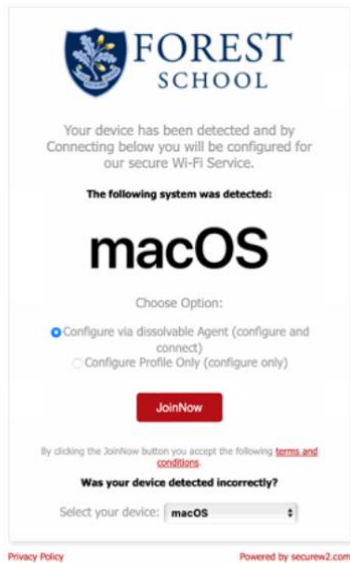 FOREST
SCHOOL
Your device has been detected and by
Connecting below you will be configured for
our secure Wi-Fi Service.
The following system was detected:
macOS
Choose Option:
Configure via dissolvable Agent (configure and
connect)
Configure Profile Only (configure only)
JoinNow
By clicking the JoinNow button you accept the following terms and
conditions.
Was your device detected incorrectly?
Select your device: macOS
Privacy Policy Powered by securew2.com